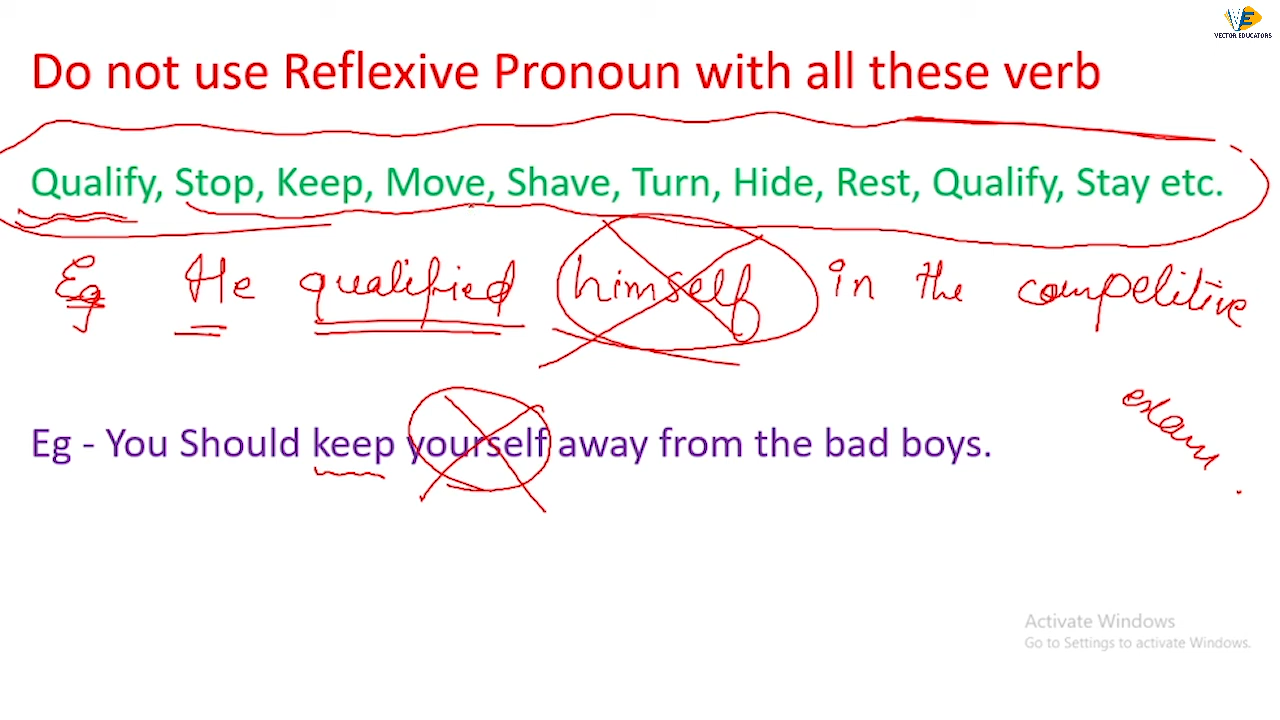 VECTOR EDUCATORS
Do not use Reflexive Pronoun with all these verb
Qualify, Stop, Keep, Move, Shave, Turn, Hide, Rest, Qualify, Stay etc.
Eg He qualified himself in the competitive
exam.
Eg - You Should keep yourself away from the bad boys.
Activate Windows
Go to Settings to activate Windows.